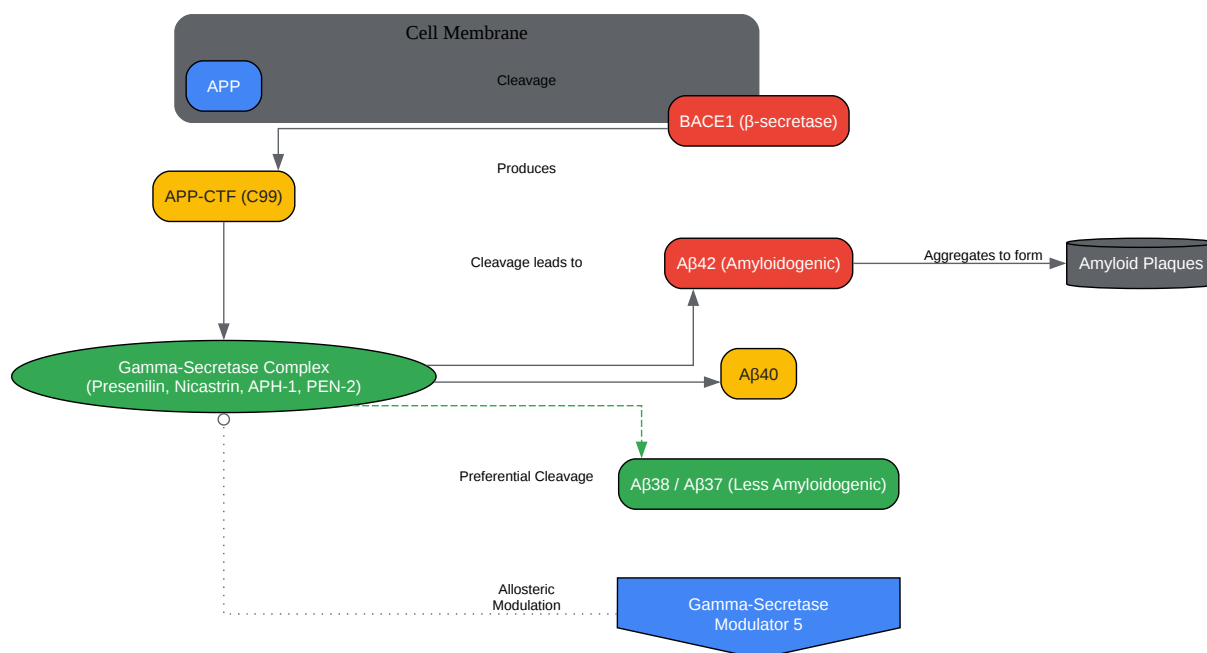 Cell Membrane
APP
Cleavage
BACE1 (β-secretase)
Produces
APP-CTF (C99)
Cleavage leads to
Aβ42 (Amyloidogenic)
Aggregates to form
Amyloid Plaques
Gamma-Secretase Complex
(Presenilin, Nicastrin, APH-1, PEN-2)
Aβ40
Preferential Cleavage
Aβ38 / Aβ37 (Less Amyloidogenic)
Allosteric
Modulation
Gamma-Secretase
Modulator 5